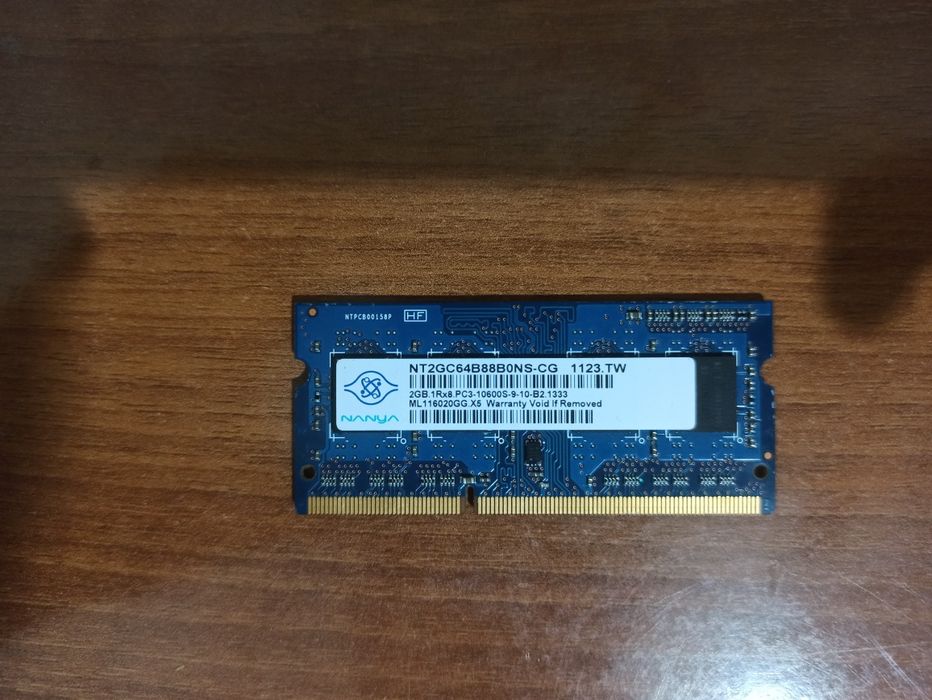 NTPCB00158P HF
NT2GC64B88B0NS-CG 1123.TW
2GB.1Rx8.PC3-10600S-9-10-B2.1333
ML116020GG.X5 Warranty Void If Removed
NANYA